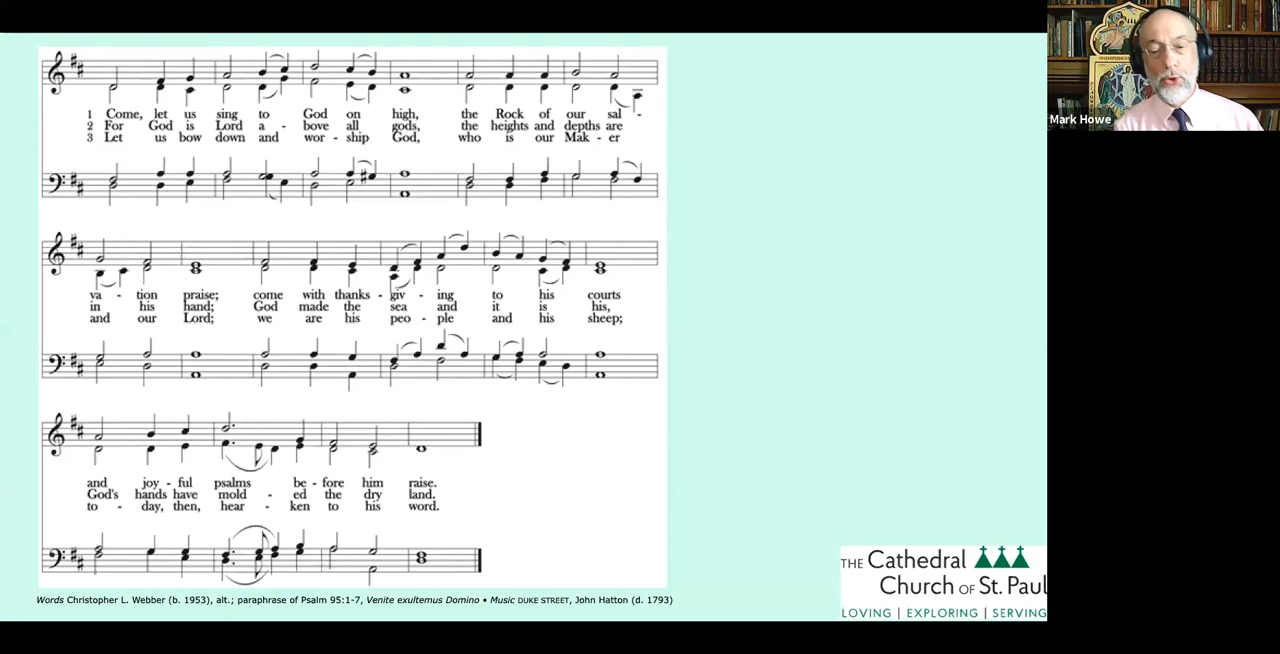 Mark Howe
1 Come, let us sing to God on high, the Rock of our sal -
2 For God is Lord a - bove all gods, the heights and depths are
3 Let us bow down and wor - ship God, who is our Mak - er
va - tion praise; come with thanks - giv - ing to his courts
in his hand; God made the sea and it is his,
and our Lord; we are his peo - ple and his sheep;
and joy - ful psalms be - fore him raise.
God's hands have mold - ed the dry land.
to - day, then, hear - ken to his word.
Words Christopher L. Webber (b. 1953), alt.; paraphrase of Psalm 95:1-7, Venite exultemus Domino • Music DUKE STREET, John Hatton (d. 1793)
THE Cathedral
Church OF St. Paul
LOVING | EXPLORING | SERVING